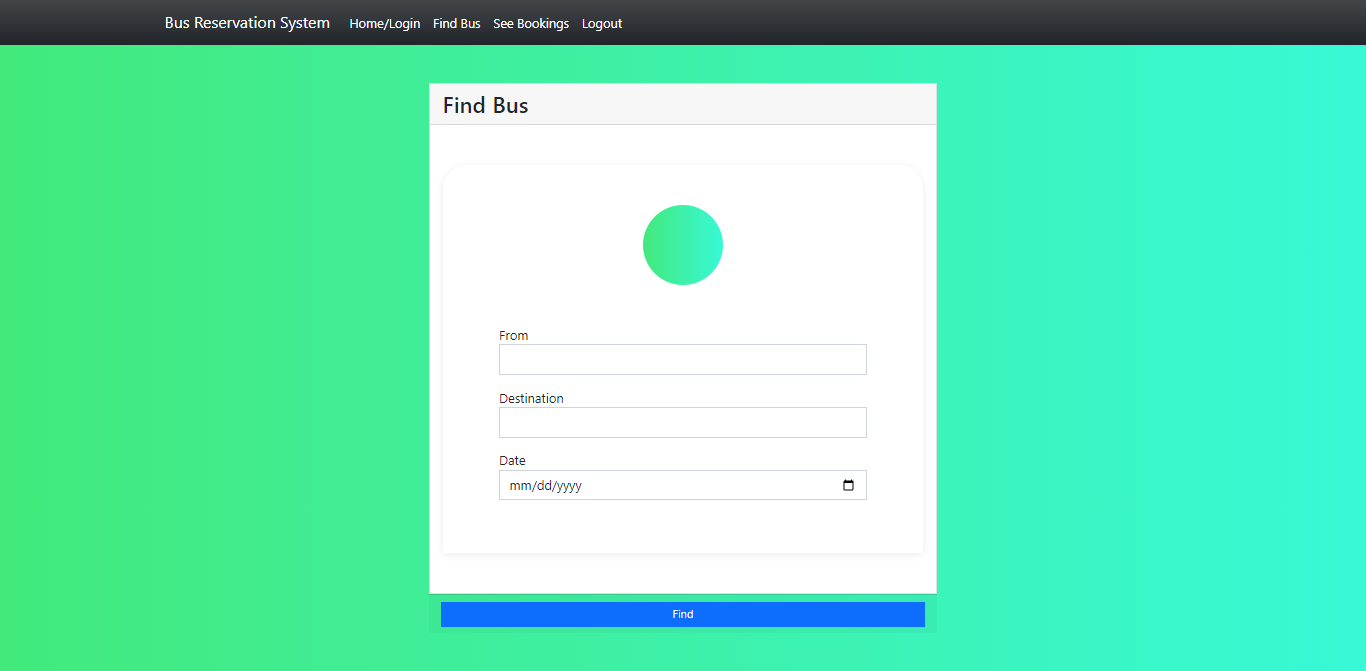 Bus Reservation System Home/Login Find Bus See Bookings Logout
Find Bus
From
Destination
Date
mm/dd/yyyy
Find